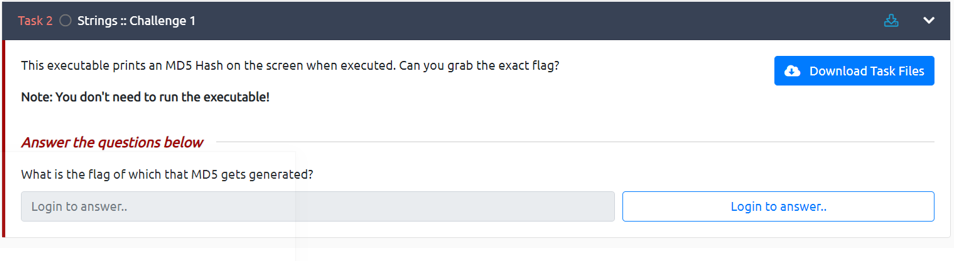 Task 2 Strings :: Challenge 1
This executable prints an MD5 Hash on the screen when executed. Can you grab the exact flag?
Download Task Files
Note: You don't need to run the executable!
Answer the questions below
What is the flag of which that MD5 gets generated?
Login to answer..
Login to answer..